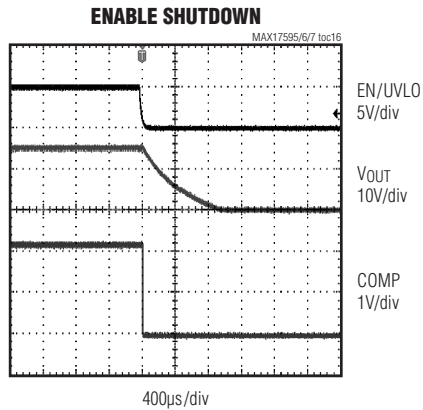 ENABLE SHUTDOWN
MAX17595/6/7 toc16
EN/UVLO
5V/div
VOUT
10V/div
COMP
1V/div
400µs/div